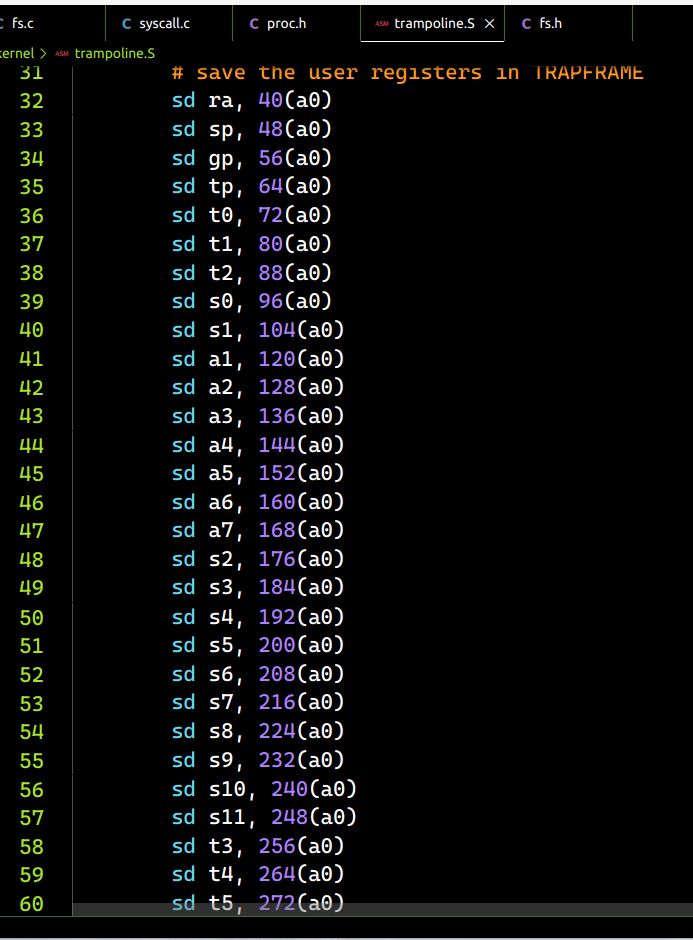 C fs.c C syscall.c C proc.h ASM trampoline.S × C fs.h
kernel > ASM trampoline.S
31 # save the user registers in TRAPFRAME
32 sd ra, 40(a0)
33 sd sp, 48(a0)
34 sd gp, 56(a0)
35 sd tp, 64(a0)
36 sd t0, 72(a0)
37 sd t1, 80(a0)
38 sd t2, 88(a0)
39 sd s0, 96(a0)
40 sd s1, 104(a0)
41 sd a1, 120(a0)
42 sd a2, 128(a0)
43 sd a3, 136(a0)
44 sd a4, 144(a0)
45 sd a5, 152(a0)
46 sd a6, 160(a0)
47 sd a7, 168(a0)
48 sd s2, 176(a0)
49 sd s3, 184(a0)
50 sd s4, 192(a0)
51 sd s5, 200(a0)
52 sd s6, 208(a0)
53 sd s7, 216(a0)
54 sd s8, 224(a0)
55 sd s9, 232(a0)
56 sd s10, 240(a0)
57 sd s11, 248(a0)
58 sd t3, 256(a0)
59 sd t4, 264(a0)
60 sd t5, 272(a0)